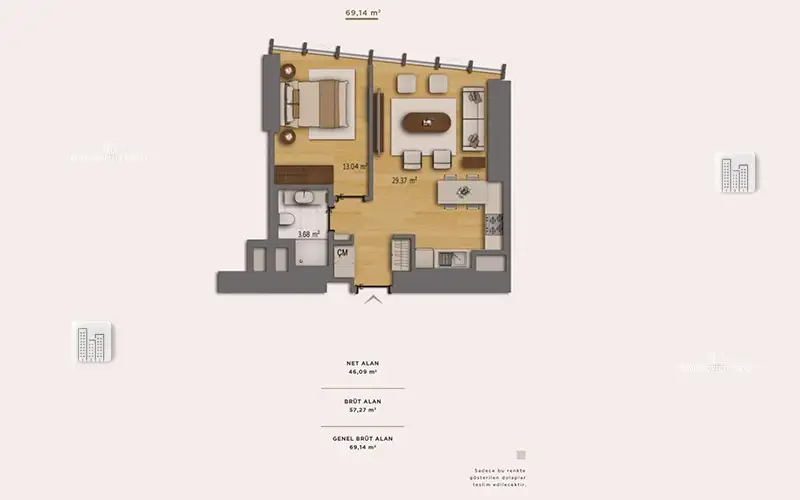 69,14 m²
13.04 m²
29.37 m²
3.68 m²
ÇM
NET ALAN
46,09 m²
BRÜT ALAN
57,27 m²
GENEL BRÜT ALAN
69,14 m²
Sadece bu renkte
gösterilen dolaplar
teslim edilecektir.